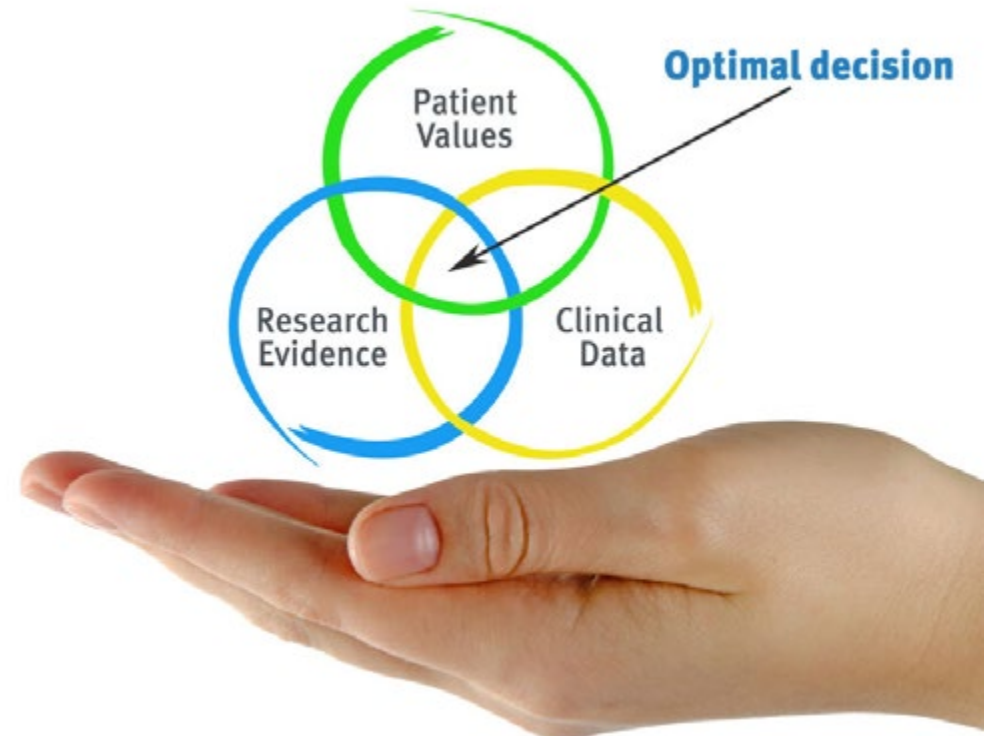 Optimal decision
Patient
Values
Research
Evidence
Clinical
Data